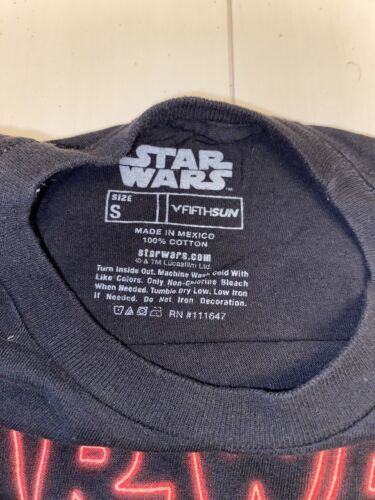 STAR
WARS
TM
SIZE
S
FIFTHSUN
MADE IN MEXICO
100% COTTON
starwars.com
© & TM Lucasfilm Ltd.
Turn Inside Out. Machine Wash Cold With
Like Colors. Only Non-Chlorine Bleach
When Needed. Tumble Dry Low. Low Iron
If Needed. Do Not Iron Decoration.
RN #111647